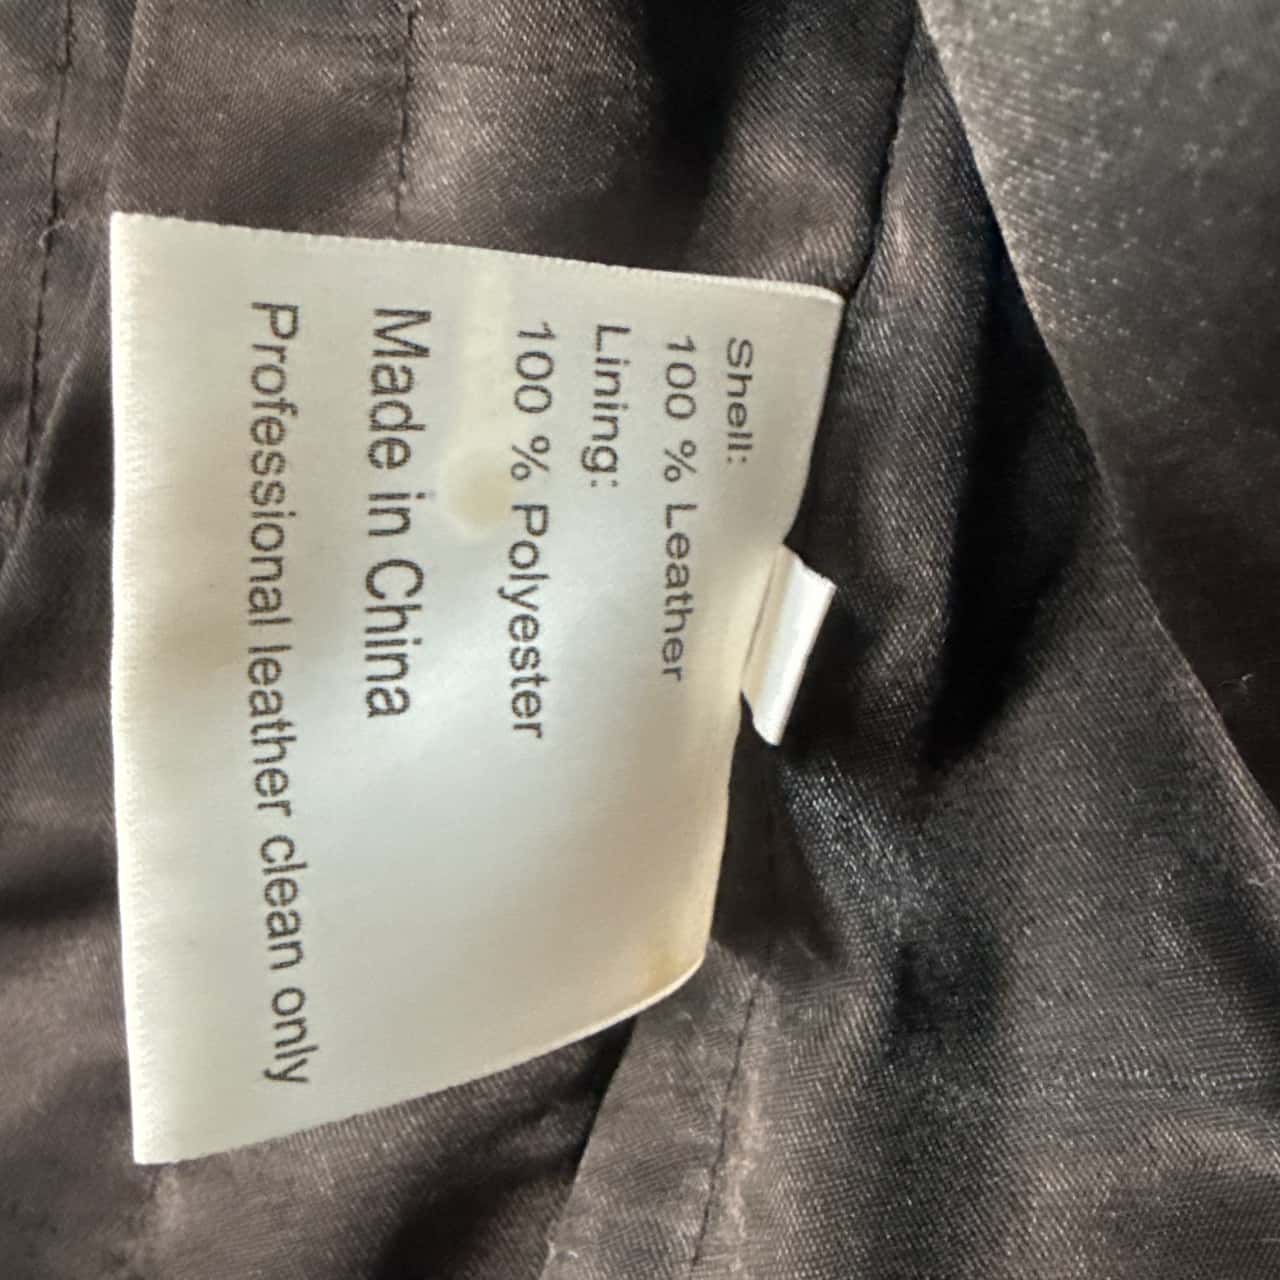 Shell:
100 % Leather
Lining:
100 % Polyester
Made in China
Professional leather clean only